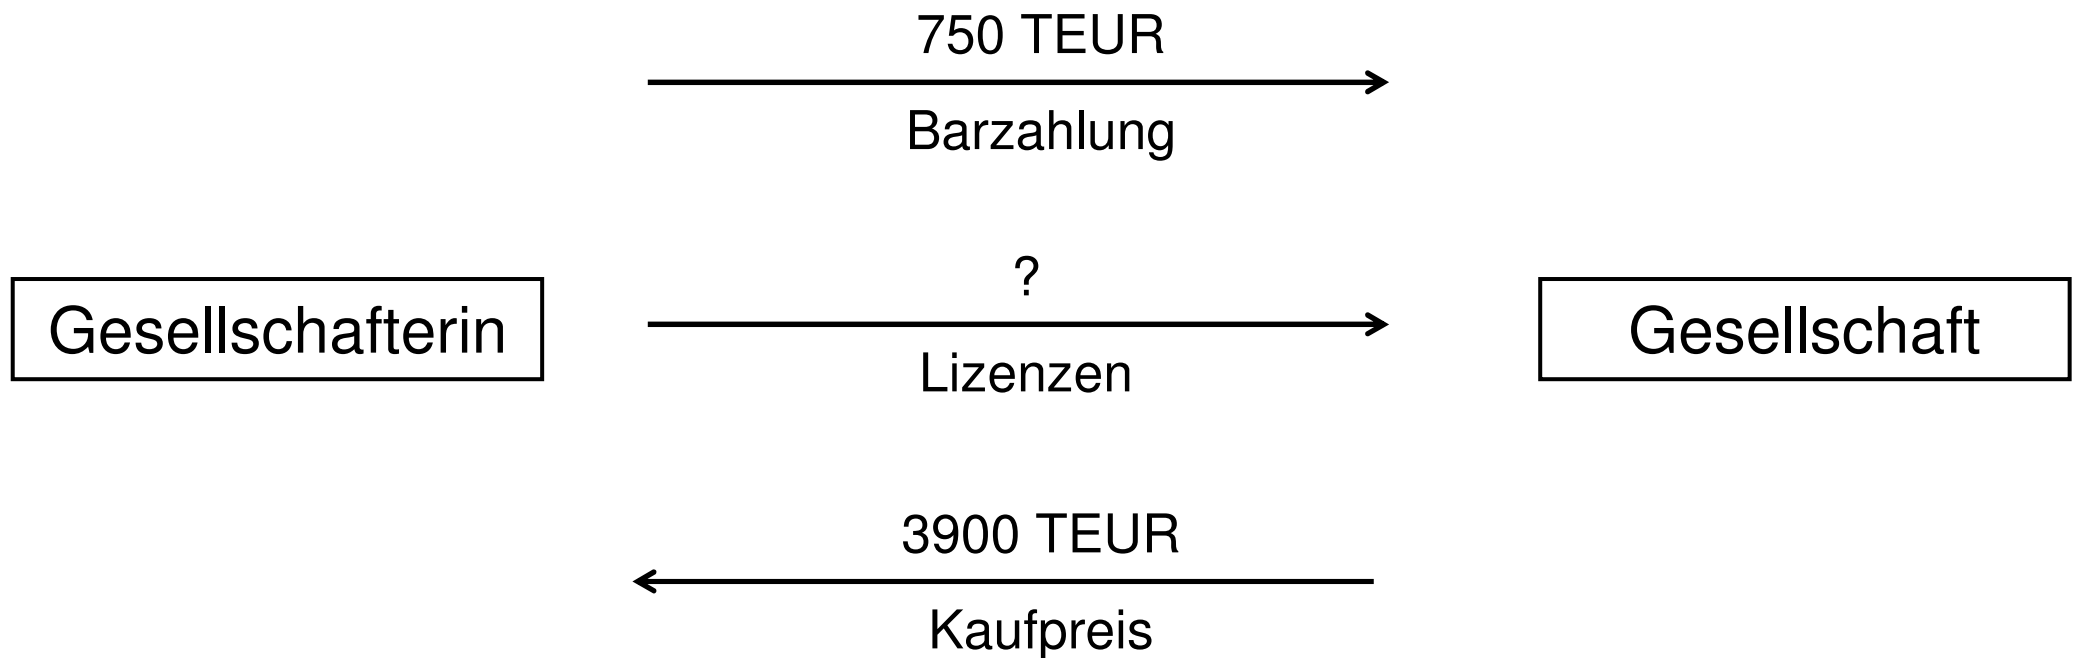 750 TEUR
Barzahlung
?
Gesellschafterin
Gesellschaft
Lizenzen
3900 TEUR
Kaufpreis